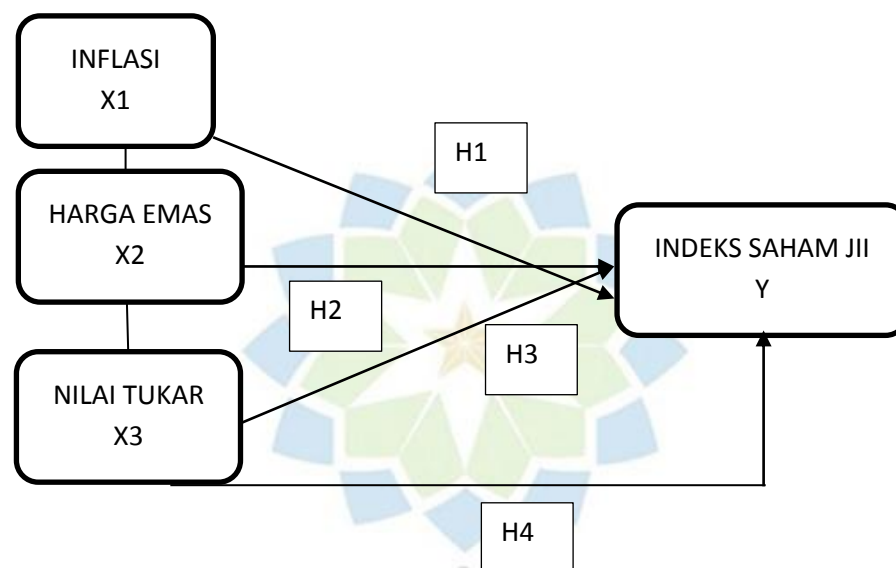 INFLASI
X1
H1
HARGA EMAS
X2
INDEKS SAHAM JII
Y
H2
H3
NILAI TUKAR
X3
H4